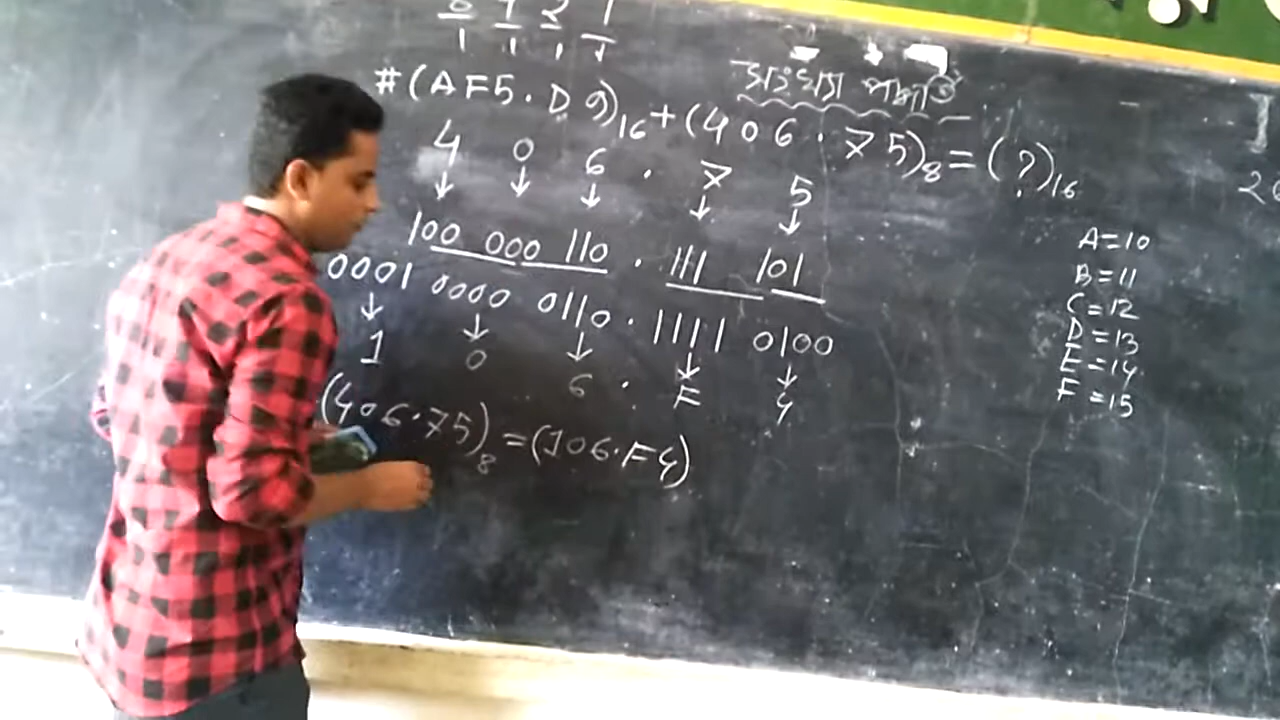 সংখ্যা পদ্ধতি
#(AF5.D9)₁₆+(406.75)₈=(?)₁₆
4 0 6 . 7 5
↓ ↓ ↓ ↓ ↓
100 000 110 . 111 101
0001 0000 0110 . 1111 0100
↓ ↓ ↓ ↓ ↓
1 0 6 . F 4
(406.75)₈=(106.F4)
A=10
B=11
C=12
D=13
E=14
F=15